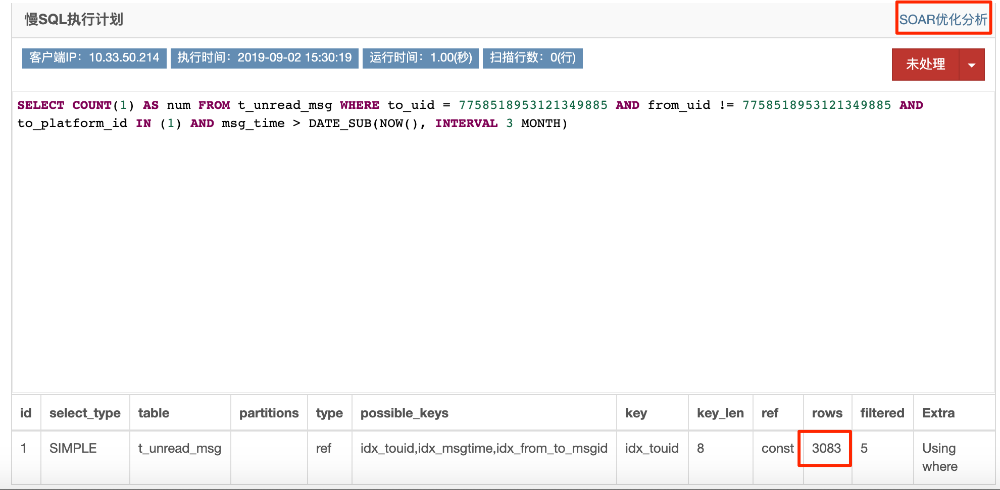 慢SQL执行计划
SOAR优化分析
客户端IP：10.33.50.214 执行时间：2019-09-02 15:30:19 运行时间：1.00(秒) 扫描行数：0(行)
未处理
SELECT COUNT(1) AS num FROM t_unread_msg WHERE to_uid = 7758518953121349885 AND from_uid != 7758518953121349885 AND
to_platform_id IN (1) AND msg_time > DATE_SUB(NOW(), INTERVAL 3 MONTH)
id select_type table partitions type possible_keys key key_len ref rows filtered Extra
1 SIMPLE t_unread_msg ref idx_touid,idx_msgtime,idx_from_to_msgid idx_touid 8 const 3083 5 Using
where